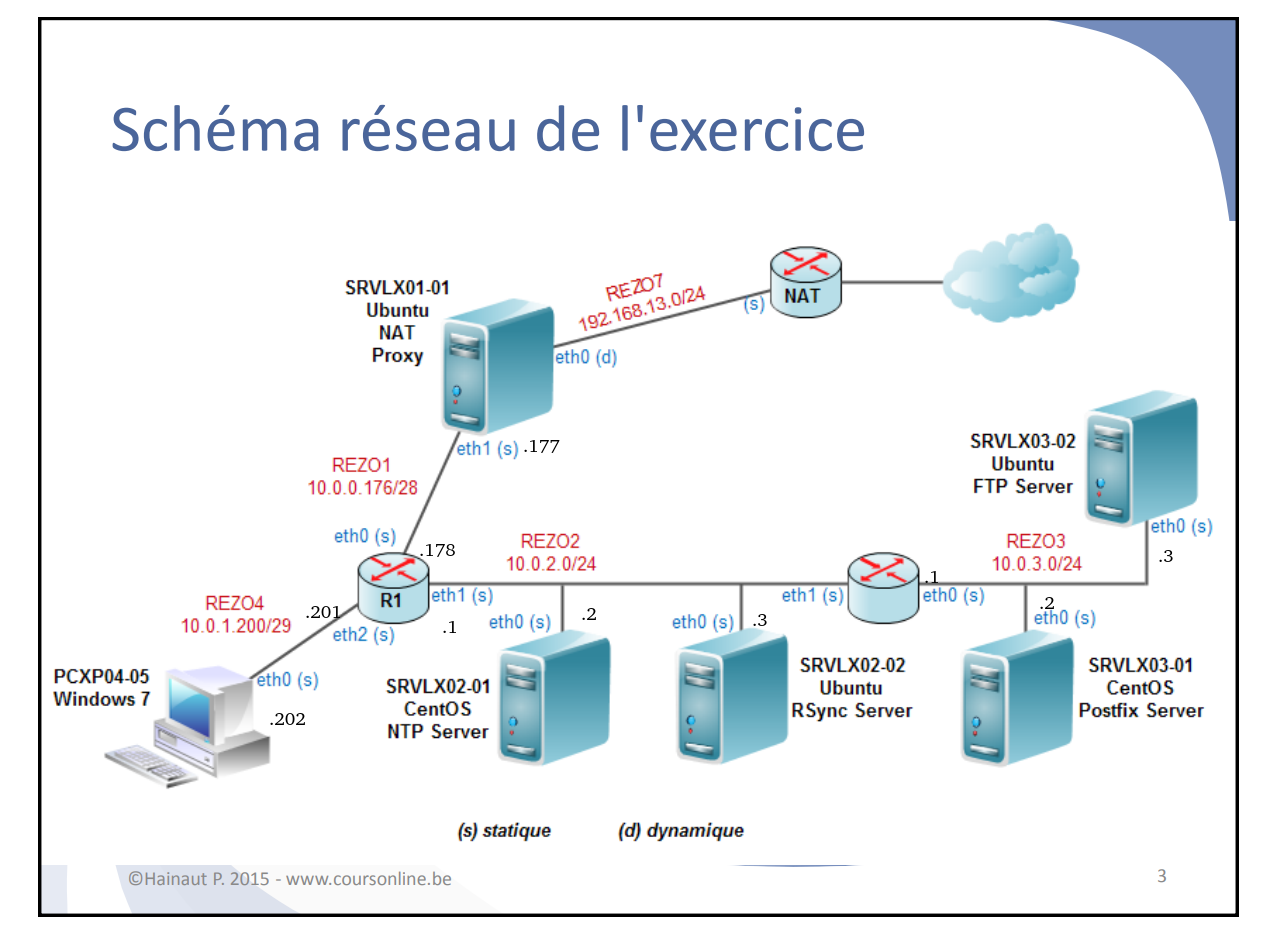 Schéma réseau de l'exercice
SRVLX01-01
Ubuntu
NAT
Proxy
REZO7
192.168.13.0/24
(s)
NAT
eth0 (d)
eth1 (s) .177
REZO1
10.0.0.176/28
SRVLX03-02
Ubuntu
FTP Server
eth0 (s)
.3
eth0 (s)
.178
REZO2
10.0.2.0/24
REZO3
10.0.3.0/24
R1
eth1 (s)
.1
eth1 (s)
.1
eth0 (s)
REZO4
10.0.1.200/29
.201
eth2 (s)
eth0 (s)
.2
eth0 (s)
.3
.2
eth0 (s)
PCXP04-05
Windows 7
eth0 (s)
.202
SRVLX02-01
CentOS
NTP Server
SRVLX02-02
Ubuntu
RSync Server
SRVLX03-01
CentOS
Postfix Server
(s) statique
(d) dynamique
©Hainaut P. 2015 - www.coursonline.be
3